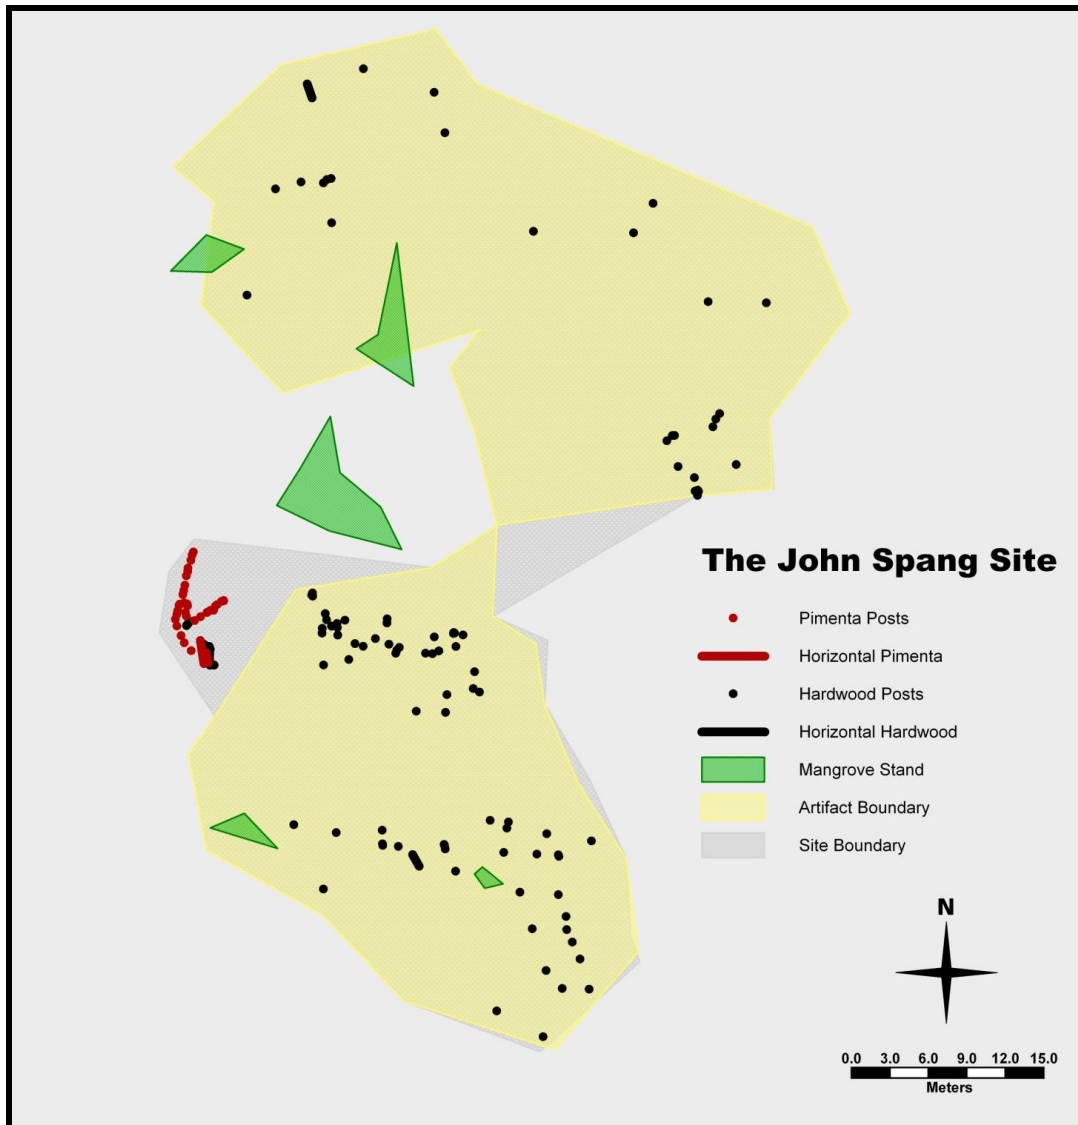 The John Spang Site
Pimenta Posts
Horizontal Pimenta
Hardwood Posts
Horizontal Hardwood
Mangrove Stand
Artifact Boundary
Site Boundary
N
0.0 3.0 6.0 9.0 12.0 15.0
Meters